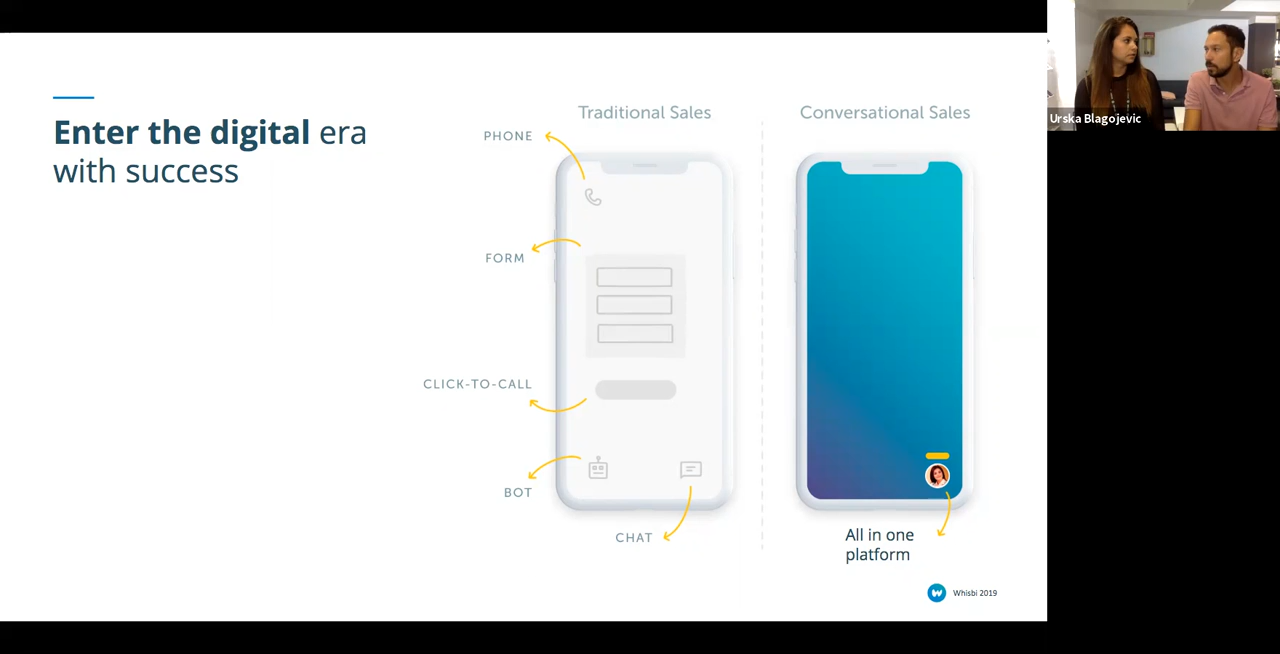 Enter the digital era
with success
Traditional Sales
Conversational Sales
PHONE
FORM
CLICK-TO-CALL
BOT
CHAT
All in one
platform
Whisbi 2019
Urska Blagojevic